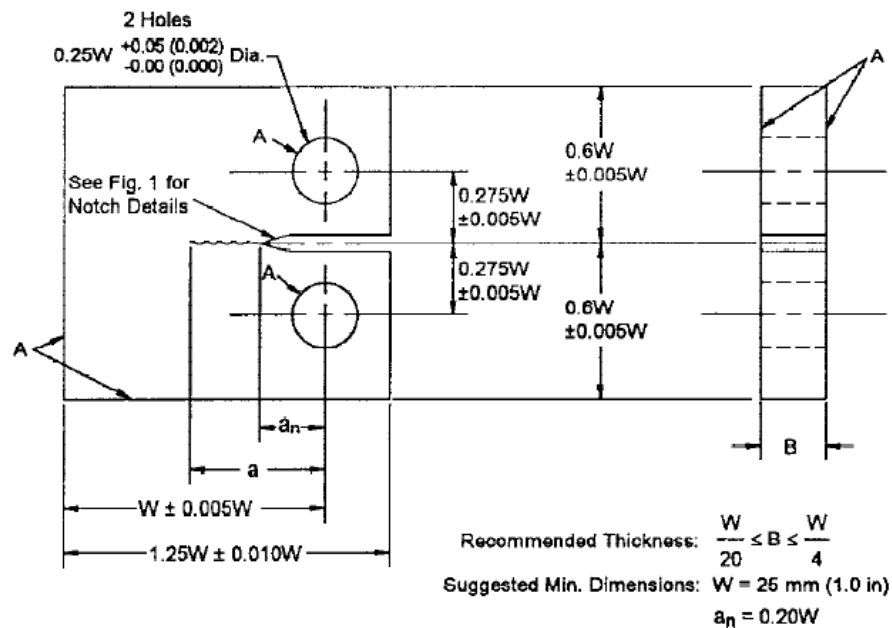 2 Holes
0.25W +0.05 (0.002) Dia.
-0.00 (0.000)
A
A
See Fig. 1 for
Notch Details
0.6W
±0.005W
0.275W
±0.005W
A
0.275W
±0.005W
0.6W
±0.005W
A
aₙ
B
a
W ± 0.005W
1.25W ± 0.010W
Recommended Thickness: W/20 ≤ B ≤ W/4
Suggested Min. Dimensions: W = 25 mm (1.0 in)
aₙ = 0.20W